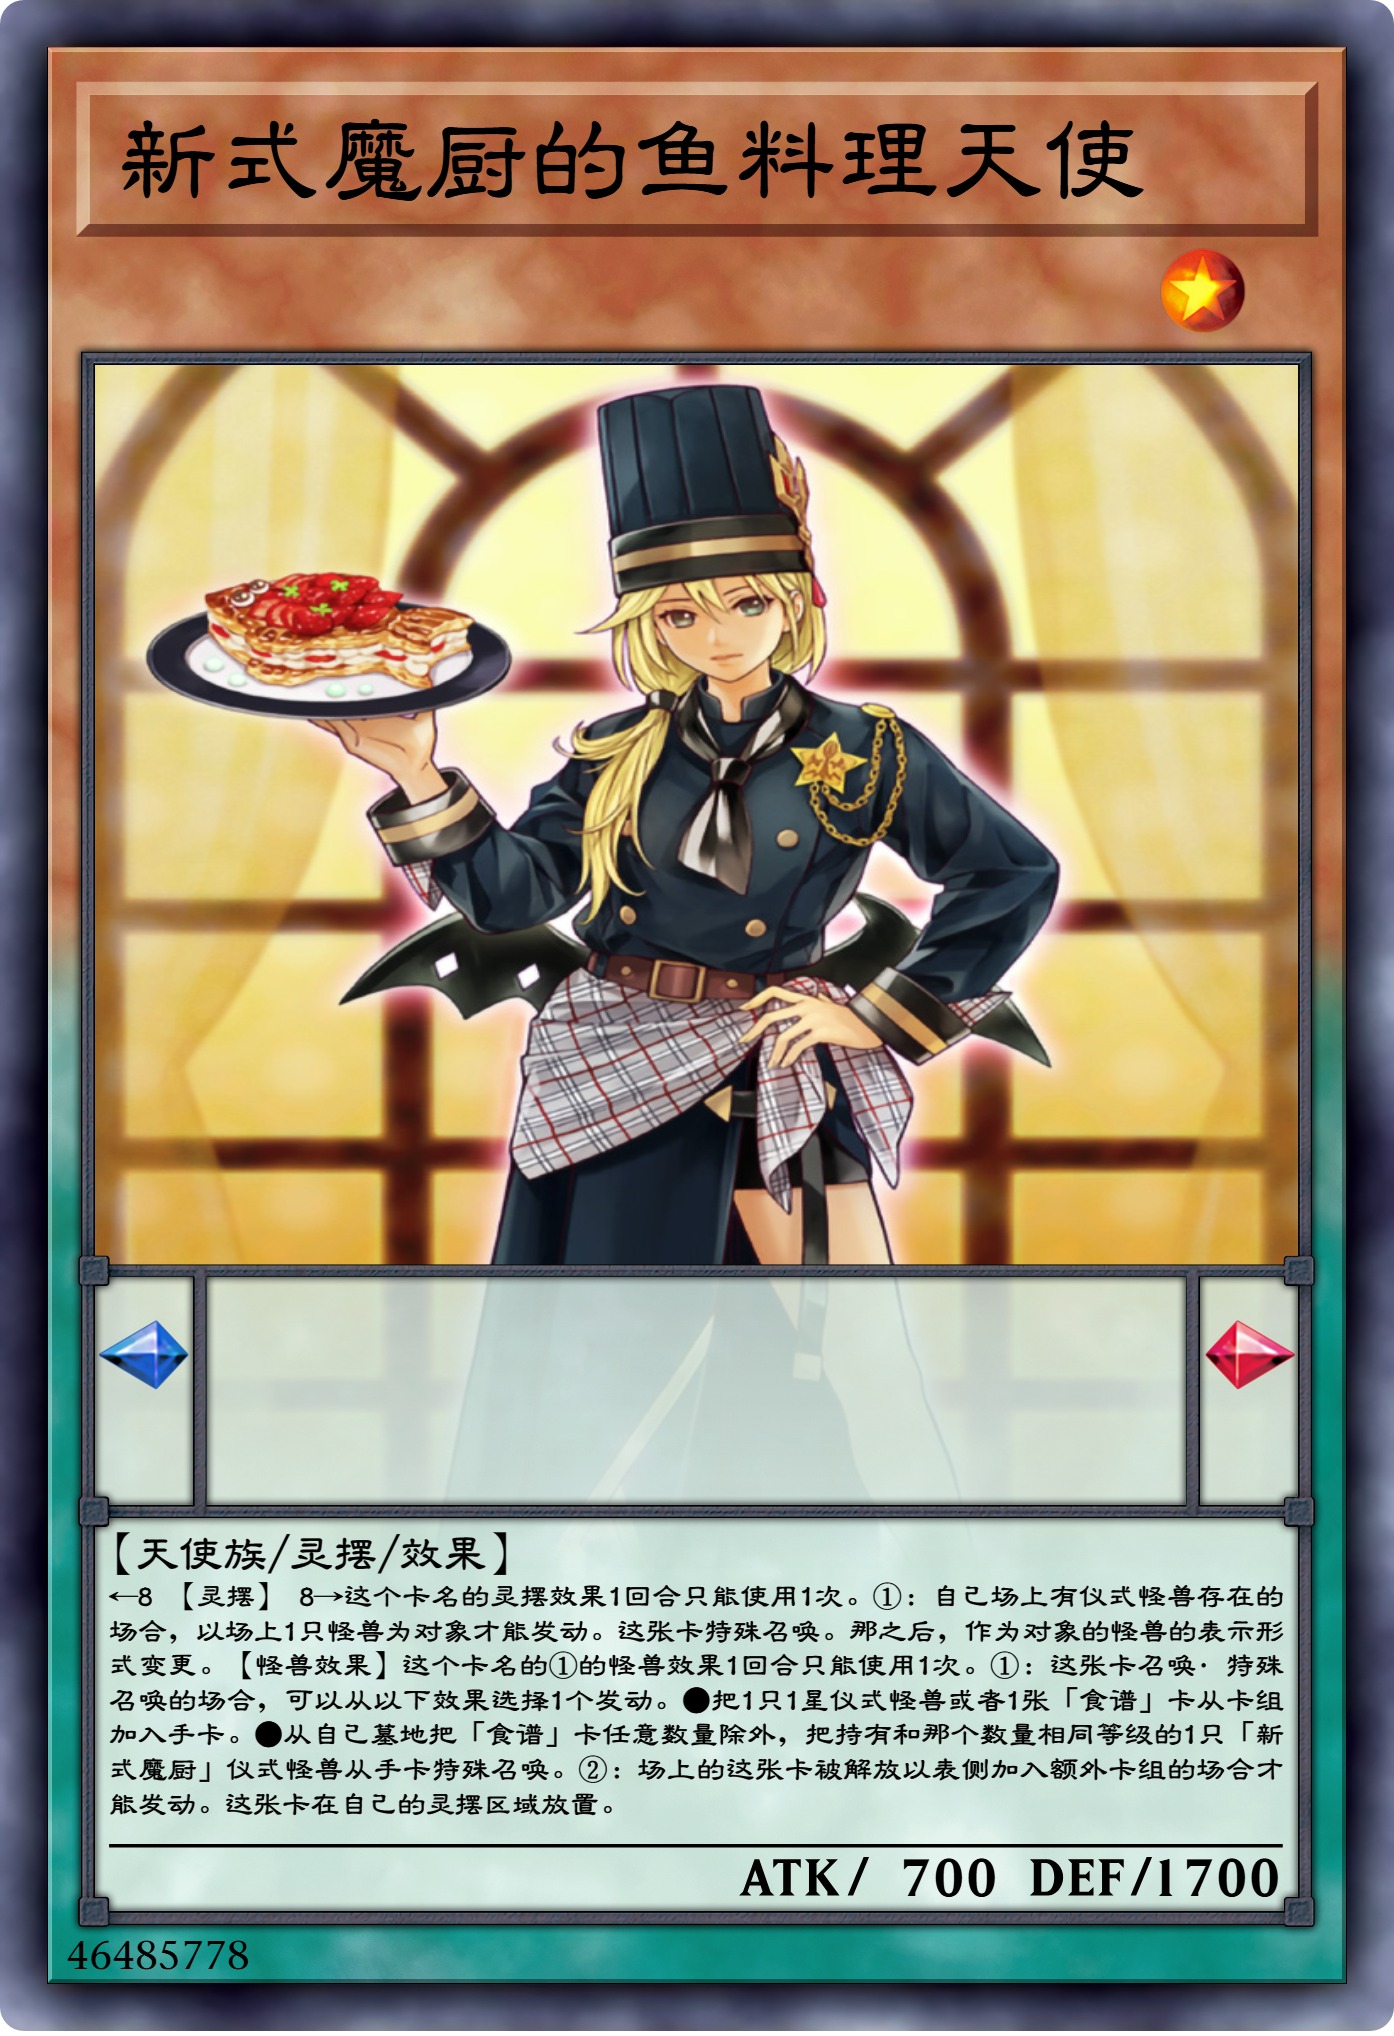 新式魔厨的鱼料理天使
【天使族/灵摆/效果】
←8 【灵摆】 8→这个卡名的灵摆效果1回合只能使用1次。①：自己场上有仪式怪兽存在的
场合，以场上1只怪兽为对象才能发动。这张卡特殊召唤。那之后，作为对象的怪兽的表示形
式变更。【怪兽效果】这个卡名的①的怪兽效果1回合只能使用1次。①：这张卡召唤·特殊
召唤的场合，可以从以下效果选择1个发动。●把1只1星仪式怪兽或者1张「食谱」卡从卡组
加入手卡。●从自己墓地把「食谱」卡任意数量除外，把持有和那个数量相同等级的1只「新
式魔厨」仪式怪兽从手卡特殊召唤。②：场上的这张卡被解放以表侧加入额外卡组的场合才
能发动。这张卡在自己的灵摆区域放置。
ATK/ 700 DEF/1700
46485778